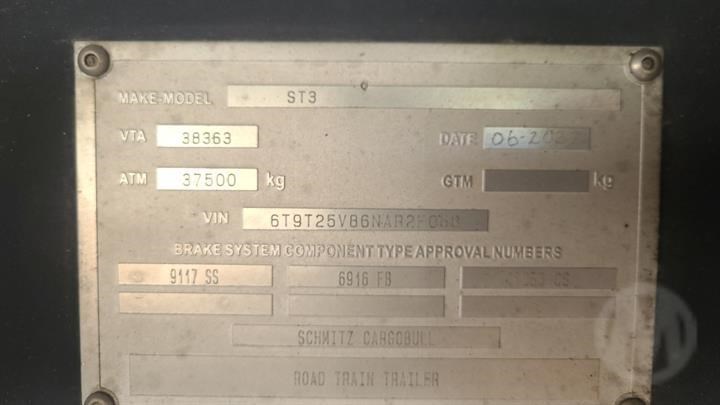 MAKE-MODEL ST3
VTA 38363 DATE
ATM 37500 kg GTM kg
VIN
BRAKE SYSTEM COMPONENT TYPE APPROVAL NUMBERS
9117 SS 6916 FB
SCHMITZ CARGOBULL
ROAD TRAIN TRAILER